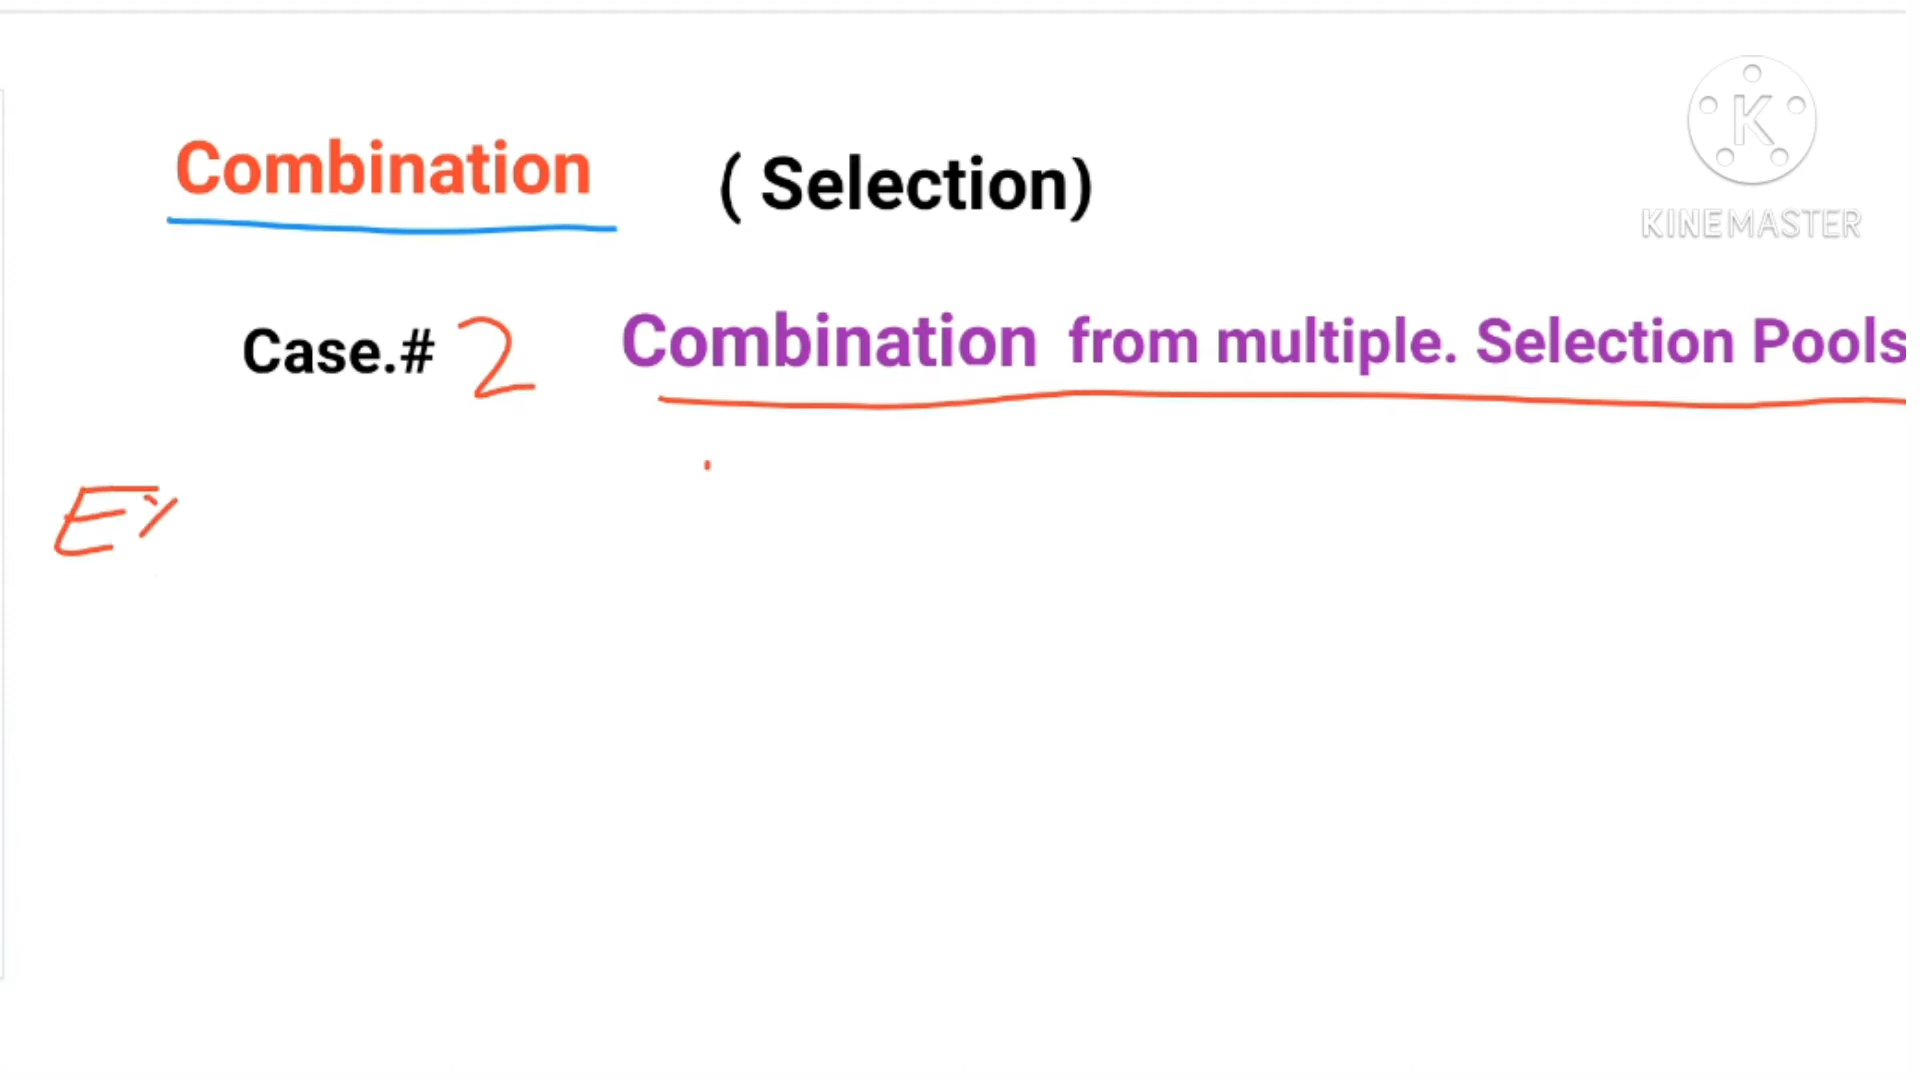 Combination ( Selection)
K
KINEMASTER
Case.# 2 Combination from multiple. Selection Pools
Ex